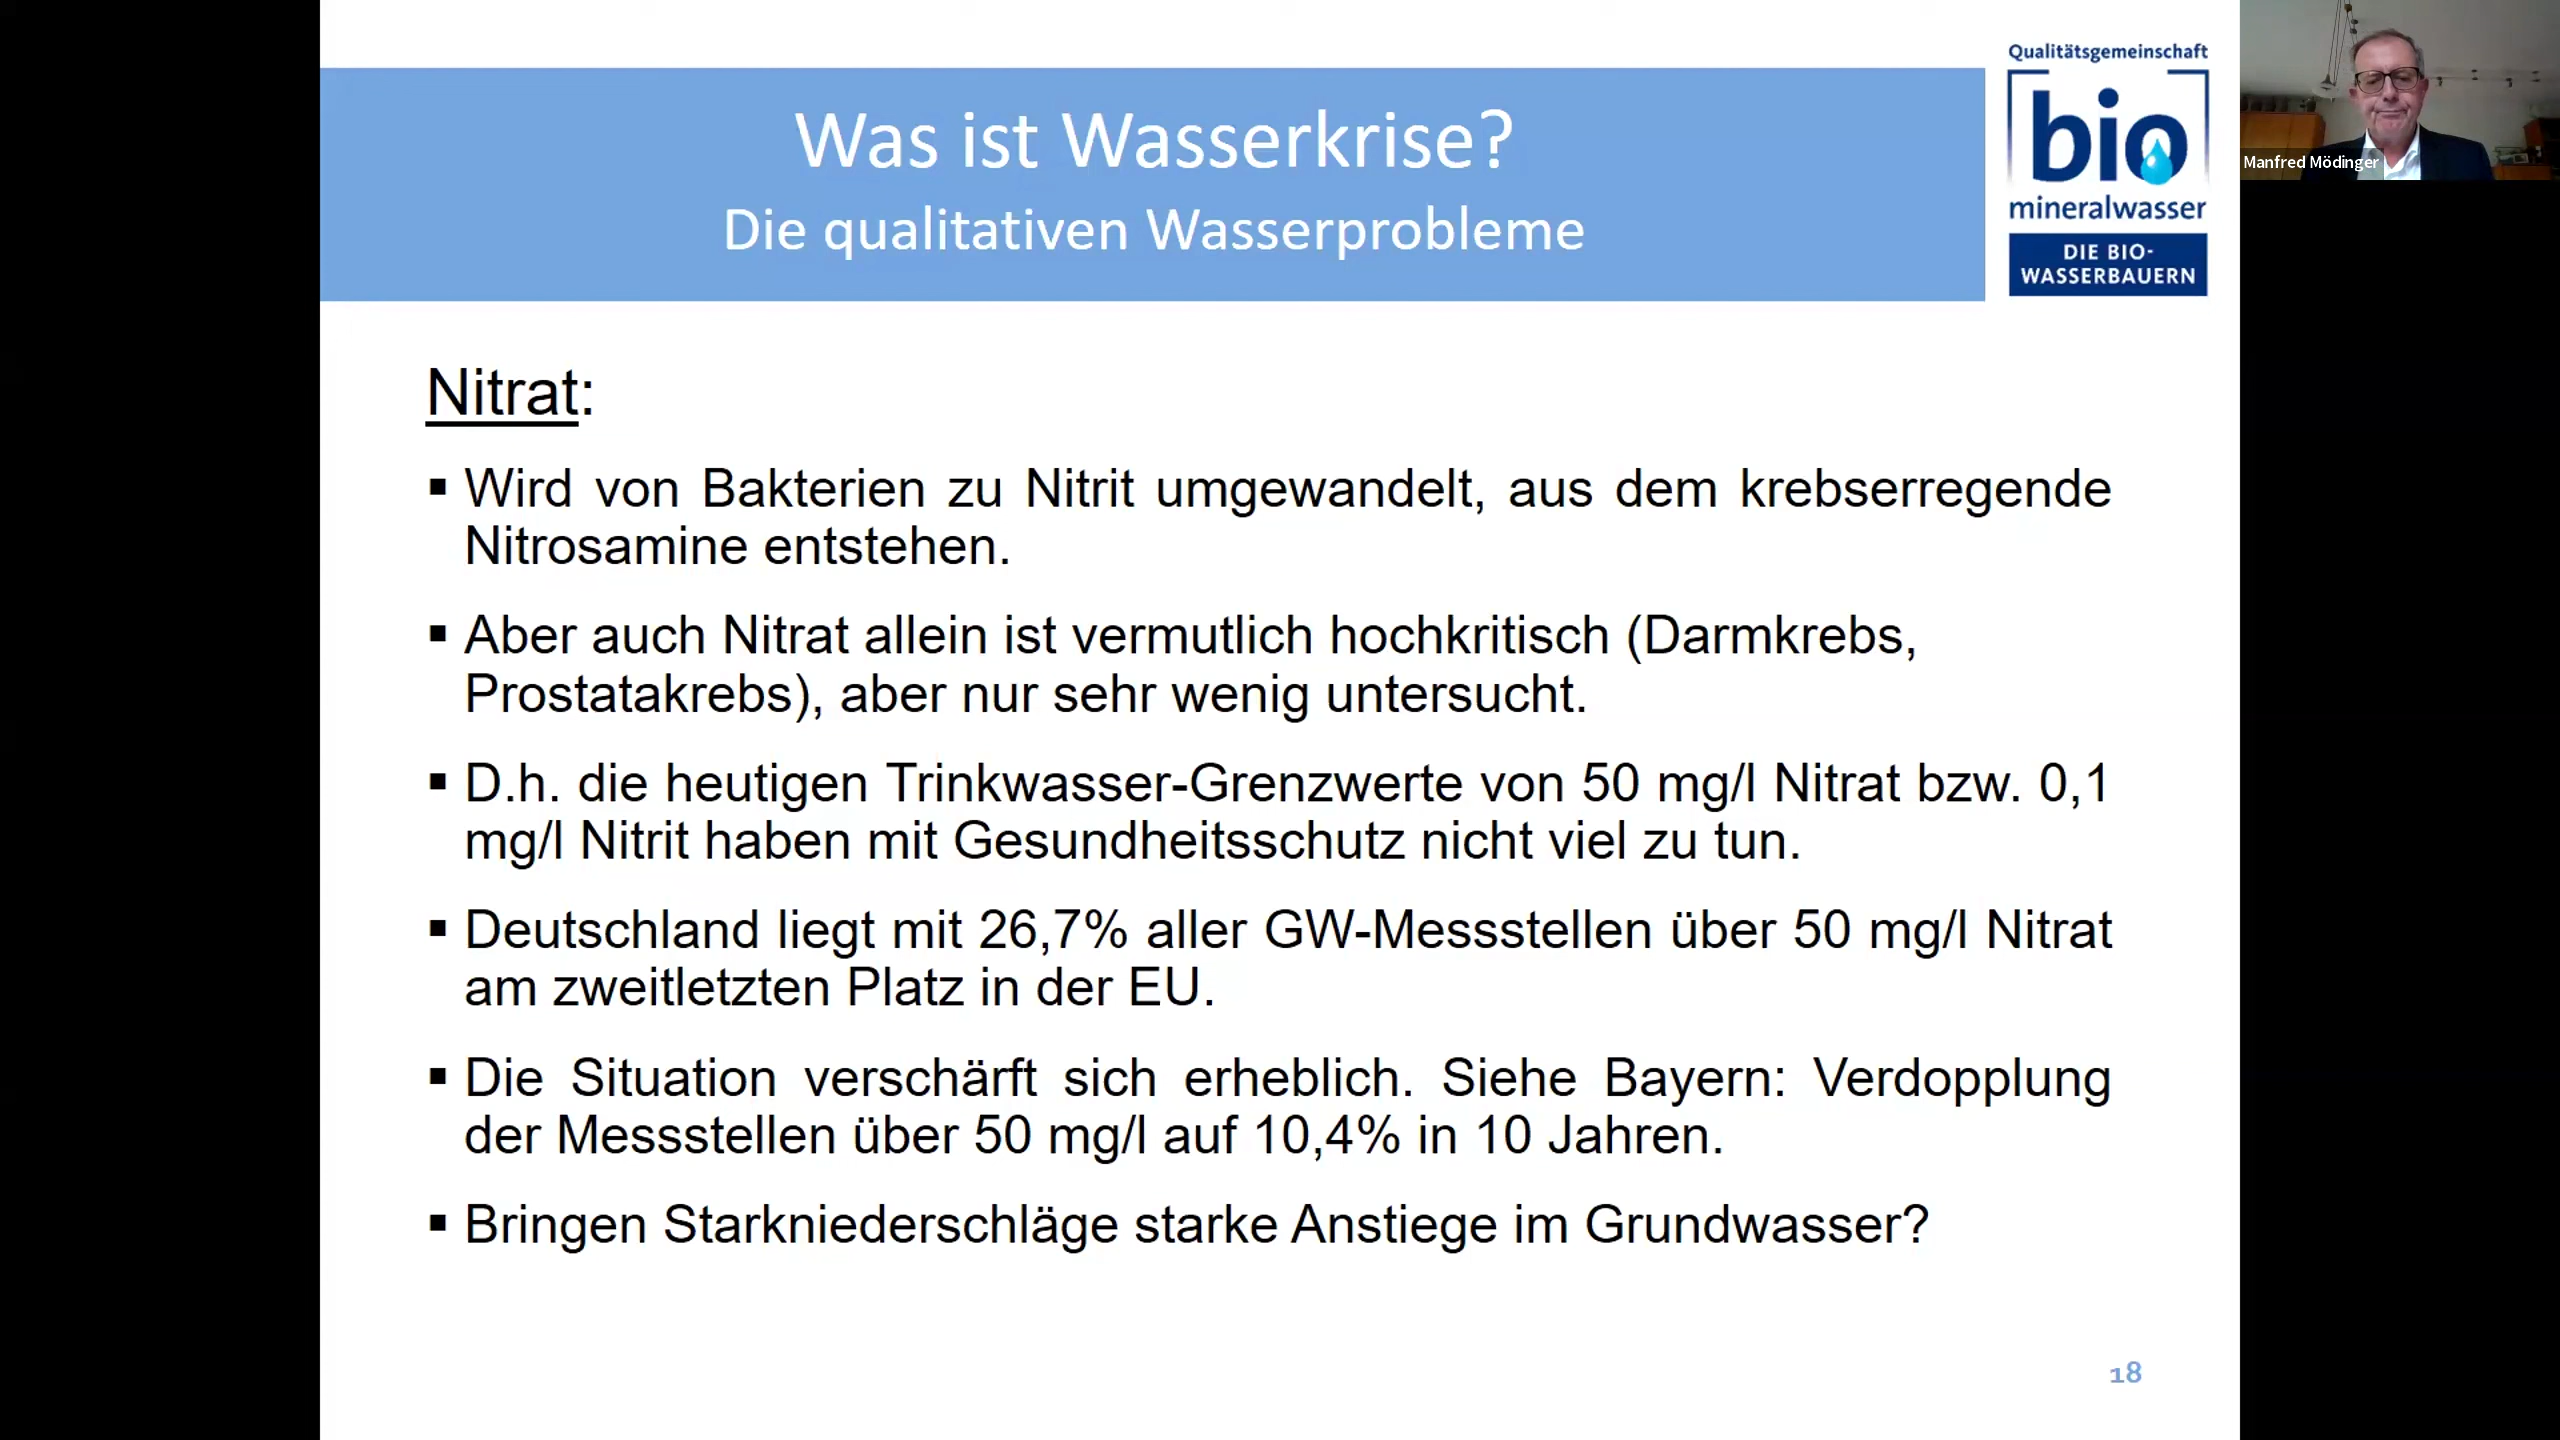 Was ist Wasserkrise?
Die qualitativen Wasserprobleme
Qualitätsgemeinschaft
bio
mineralwasser
DIE BIO-
WASSERBAUERN
Manfred Mödinger
Nitrat:
▪ Wird von Bakterien zu Nitrit umgewandelt, aus dem krebserregende
Nitrosamine entstehen.
▪ Aber auch Nitrat allein ist vermutlich hochkritisch (Darmkrebs,
Prostatakrebs), aber nur sehr wenig untersucht.
▪ D.h. die heutigen Trinkwasser-Grenzwerte von 50 mg/l Nitrat bzw. 0,1
mg/l Nitrit haben mit Gesundheitsschutz nicht viel zu tun.
▪ Deutschland liegt mit 26,7% aller GW-Messstellen über 50 mg/l Nitrat
am zweitletzten Platz in der EU.
▪ Die Situation verschärft sich erheblich. Siehe Bayern: Verdopplung
der Messstellen über 50 mg/l auf 10,4% in 10 Jahren.
▪ Bringen Starkniederschläge starke Anstiege im Grundwasser?
18